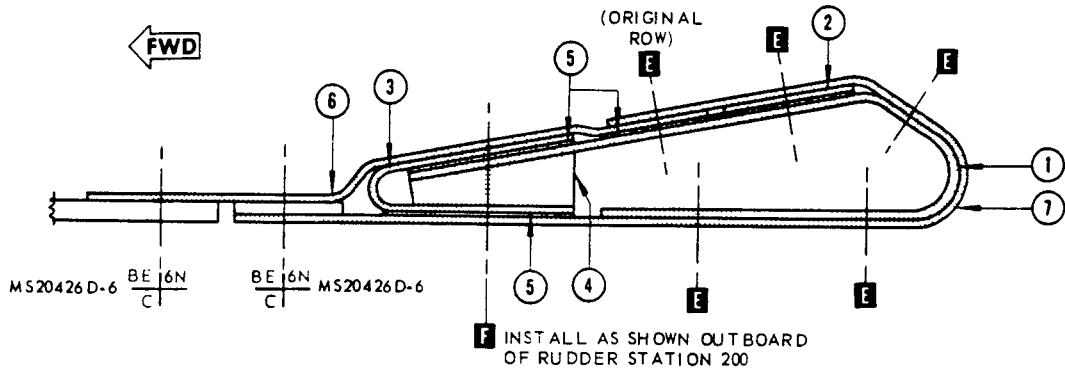 (ORIGINAL
ROW)
FWD
E
E
2
E
5
3
6
1
7
MS20426D-6 BE 6N C
BE 6N C MS20426D-6
5
4
E
E
F INSTALL AS SHOWN OUTBOARD
OF RUDDER STATION 200